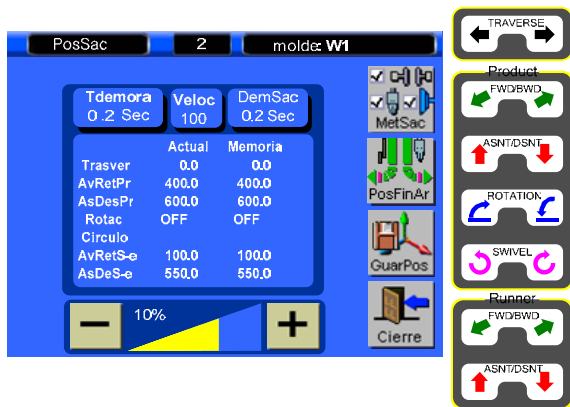 PosSac 2 molde: W1
Tdemora Veloc DemSac
0.2 Sec 100 0.2 Sec
Actual Memoria
Trasver 0.0 0.0
AvRetPr 400.0 400.0
AsDesPr 600.0 600.0
Rotac OFF OFF
Circulo
AvRetS-e 100.0 100.0
AsDeS-e 550.0 550.0
10%
MetSac
PosFinAr
GuarPos
Cierre
TRAVERSE
Product
FWD/BWD
ASNT/DSNT
ROTATION
SWIVEL
Runner
FWD/BWD
ASNT/DSNT